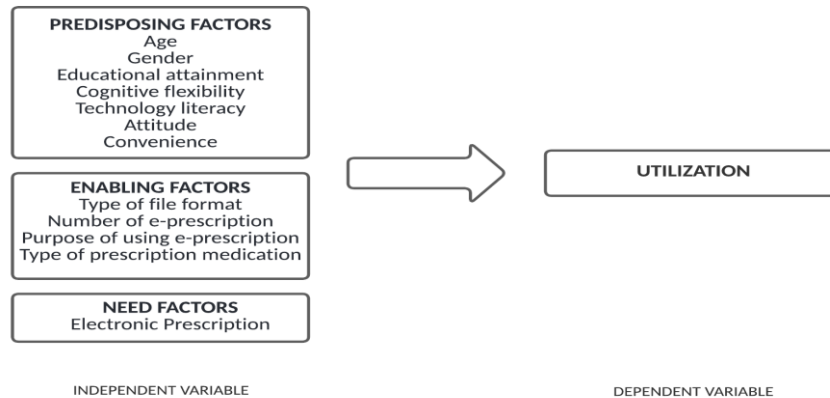 PREDISPOSING FACTORS
Age
Gender
Educational attainment
Cognitive flexibility
Technology literacy
Attitude
Convenience
ENABLING FACTORS
Type of file format
Number of e-prescription
Purpose of using e-prescription
Type of prescription medication
NEED FACTORS
Electronic Prescription
INDEPENDENT VARIABLE
UTILIZATION
DEPENDENT VARIABLE